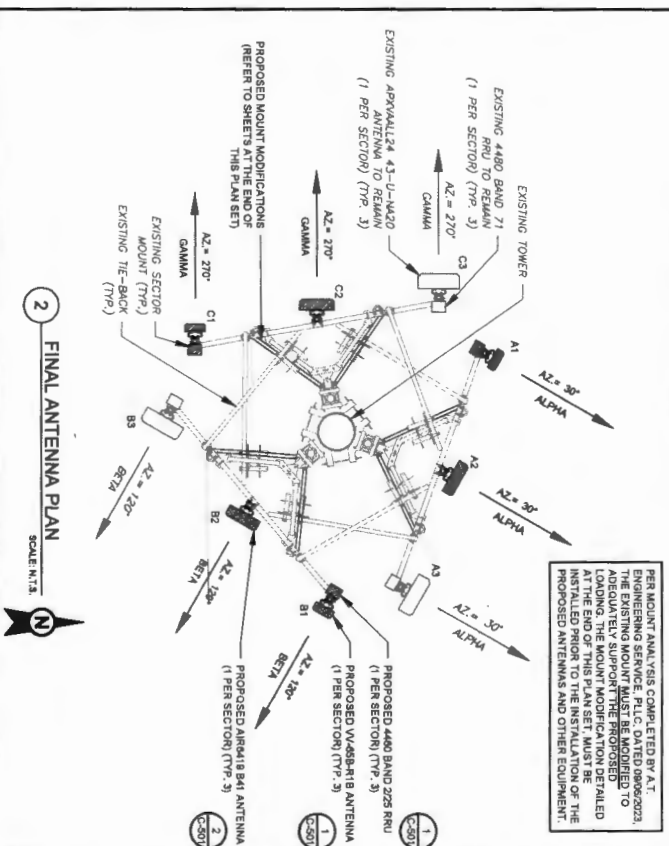 PER MOUNT ANALYSIS COMPLETED BY A.T.
ENGINEERING SERVICE, PLLC, DATED 09/06/2023,
THE EXISTING MOUNT MUST BE MODIFIED TO
ADEQUATELY SUPPORT THE PROPOSED
LOADING. THE MOUNT MODIFICATION DETAILED
AT THE END OF THIS PLAN SET, MUST BE
INSTALLED PRIOR TO THE INSTALLATION OF THE
PROPOSED ANTENNAS AND OTHER EQUIPMENT.
EXISTING TOWER
EXISTING 4480 BAND 71
RRU TO REMAIN
(1 PER SECTOR) (TYP. 3)
EXISTING APXVAALL24 43-U-NA20
ANTENNA TO REMAIN
(1 PER SECTOR) (TYP. 3)
AZ.= 270°
GAMMA
C3
AZ.= 270°
GAMMA
C2
AZ.= 270°
GAMMA
C1
PROPOSED MOUNT MODIFICATIONS
(REFER TO SHEETS AT THE END OF
THIS PLAN SET)
EXISTING SECTOR
MOUNT (TYP.)
EXISTING TIE-BACK
(TYP.)
A1
AZ.= 30°
ALPHA
A2
AZ.= 30°
ALPHA
A3
AZ.= 30°
ALPHA
B3
AZ = 120°
BETA
B2
AZ = 120°
BETA
B1
AZ = 120°
BETA
PROPOSED 4460 BAND 2/25 RRU
(1 PER SECTOR) (TYP. 3)
1
C-501
PROPOSED VV-65B-R1B ANTENNA
(1 PER SECTOR) (TYP. 3)
1
C-501
PROPOSED AIR6419 B41 ANTENNA
(1 PER SECTOR) (TYP. 3)
2
C-501
2
FINAL ANTENNA PLAN
SCALE: N.T.S.
N